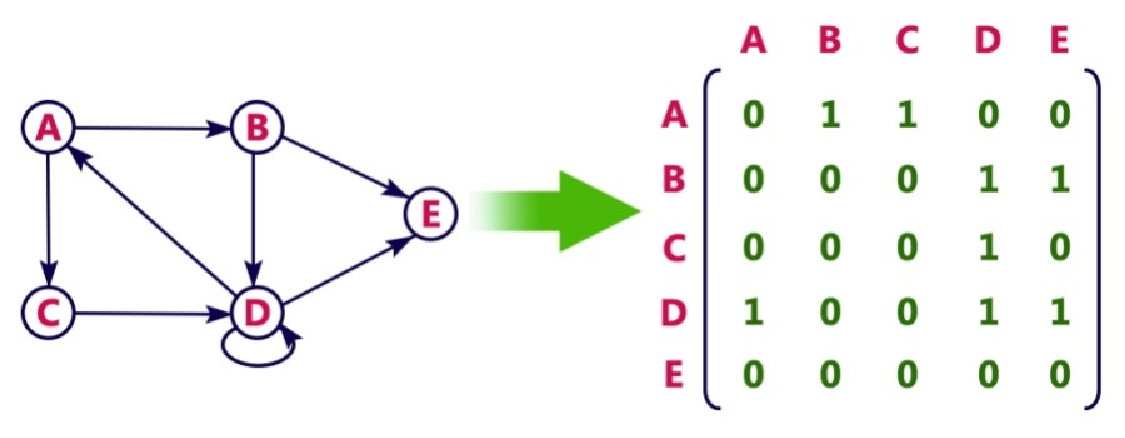 A B C D E
A 0 1 1 0 0
B 0 0 0 1 1
C 0 0 0 1 0
D 1 0 0 1 1
E 0 0 0 0 0
A B
E
C D